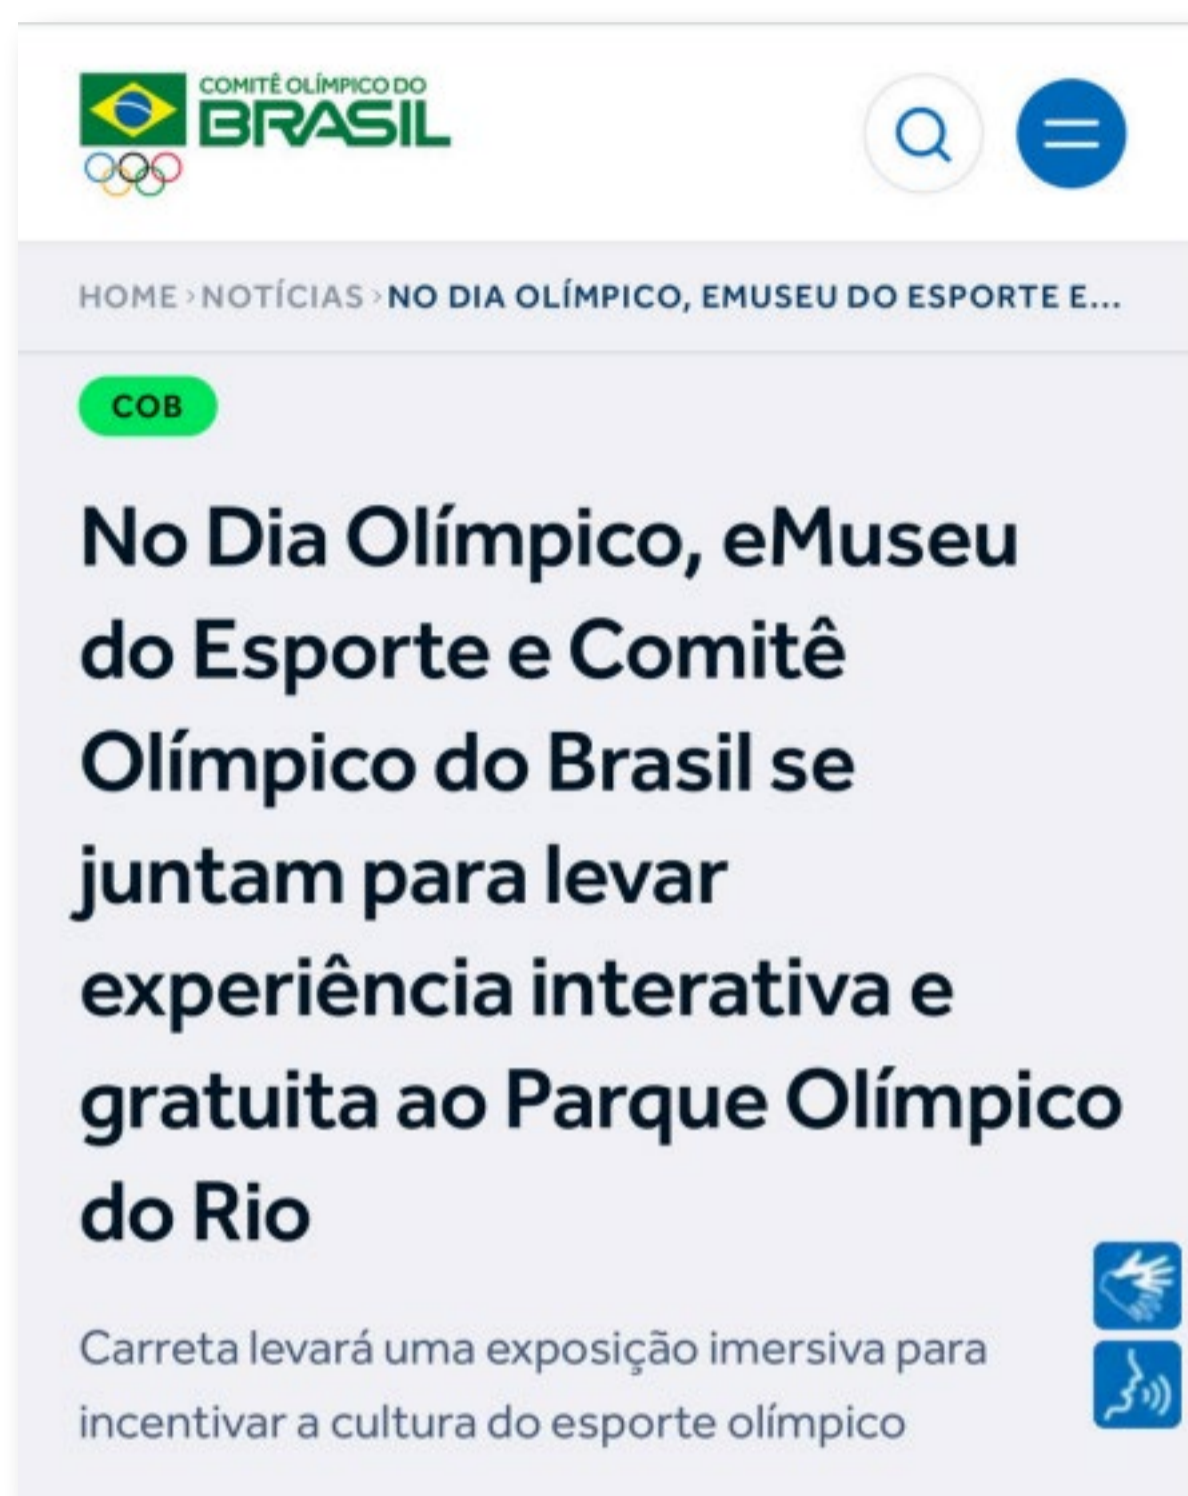 COMITÊ OLÍMPICO DO
BRASIL
HOME › NOTÍCIAS › NO DIA OLÍMPICO, EMUSEU DO ESPORTE E...
COB
No Dia Olímpico, eMuseu
do Esporte e Comitê
Olímpico do Brasil se
juntam para levar
experiência interativa e
gratuita ao Parque Olímpico
do Rio
Carreta levará uma exposição imersiva para
incentivar a cultura do esporte olímpico